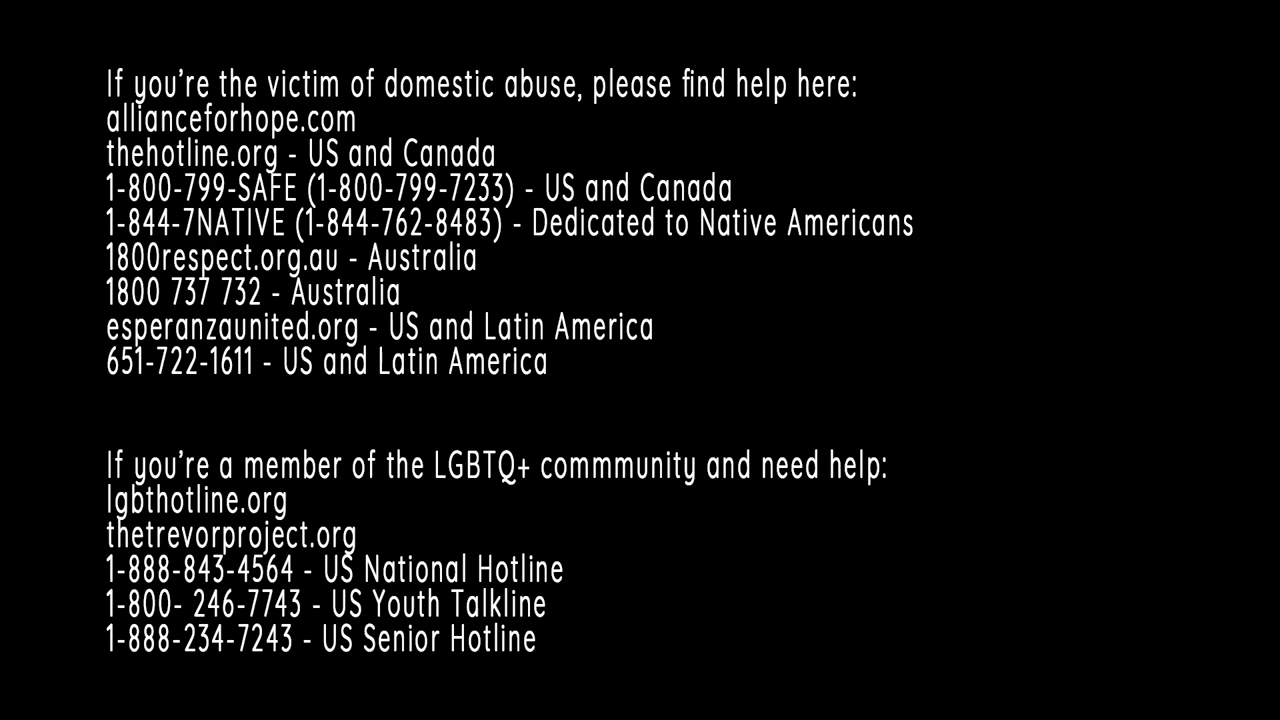 If you're the victim of domestic abuse, please find help here:
allianceforhope.com
thehotline.org - US and Canada
1-800-799-SAFE (1-800-799-7233) - US and Canada
1-844-7NATIVE (1-844-762-8483) - Dedicated to Native Americans
1800respect.org.au - Australia
1800 737 732 - Australia
esperanzaunited.org - US and Latin America
651-722-1611 - US and Latin America
If you're a member of the LGBTQ+ commmunity and need help:
lgbthotline.org
thetrevorproject.org
1-888-843-4564 - US National Hotline
1-800- 246-7743 - US Youth Talkline
1-888-234-7243 - US Senior Hotline